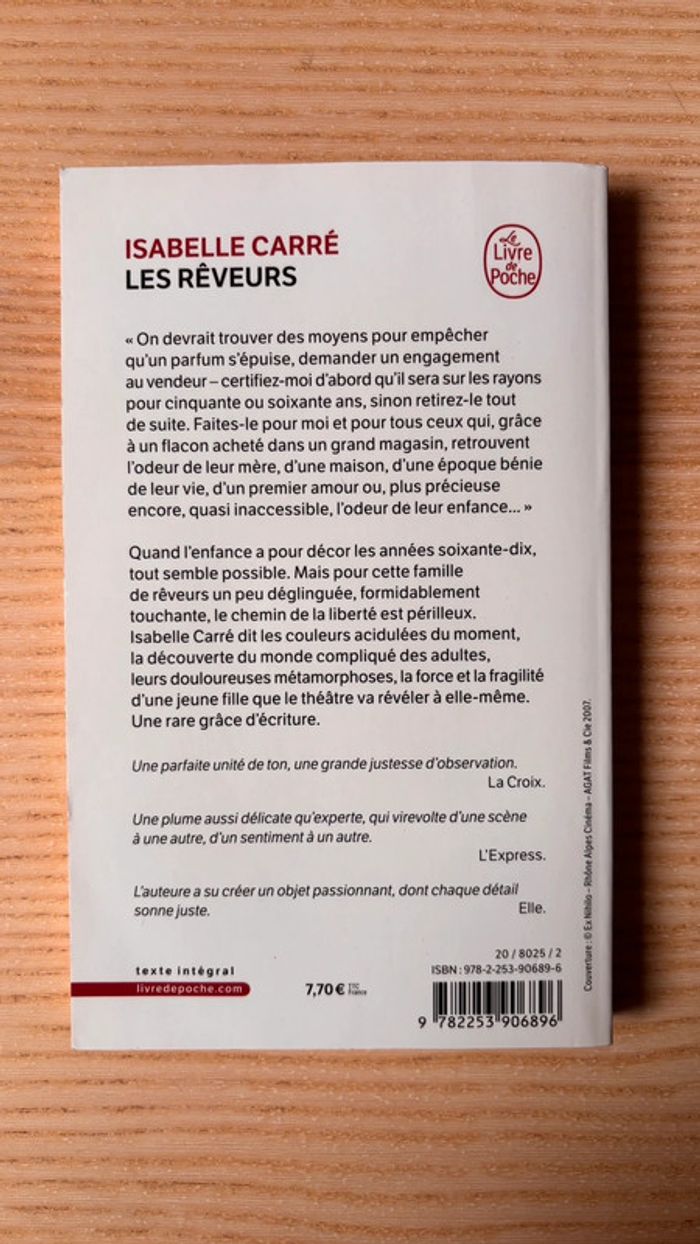 ISABELLE CARRÉ
LES RÊVEURS
Le
Livre
de
Poche
« On devrait trouver des moyens pour empêcher
qu'un parfum s'épuise, demander un engagement
au vendeur – certifiez-moi d'abord qu'il sera sur les rayons
pour cinquante ou soixante ans, sinon retirez-le tout
de suite. Faites-le pour moi et pour tous ceux qui, grâce
à un flacon acheté dans un grand magasin, retrouvent
l'odeur de leur mère, d'une maison, d'une époque bénie
de leur vie, d'un premier amour ou, plus précieuse
encore, quasi inaccessible, l'odeur de leur enfance... »
Quand l'enfance a pour décor les années soixante-dix,
tout semble possible. Mais pour cette famille
de rêveurs un peu déglinguée, formidablement
touchante, le chemin de la liberté est périlleux.
Isabelle Carré dit les couleurs acidulées du moment,
la découverte du monde compliqué des adultes,
leurs douloureuses métamorphoses, la force et la fragilité
d'une jeune fille que le théâtre va révéler à elle-même.
Une rare grâce d'écriture.
Une parfaite unité de ton, une grande justesse d'observation.
La Croix.
Une plume aussi délicate qu'experte, qui virevolte d'une scène
à une autre, d'un sentiment à un autre.
L'Express.
L'auteure a su créer un objet passionnant, dont chaque détail
sonne juste. Elle.
texte intégral
livredepoche.com
7,70 € TTC
France
20 / 8025 / 2
ISBN : 978-2-253-90689-6
9 782253 906896
Couverture : © Ex Nihilo – Rhône Alpes Cinéma – AGAT Films & Cie 2007.